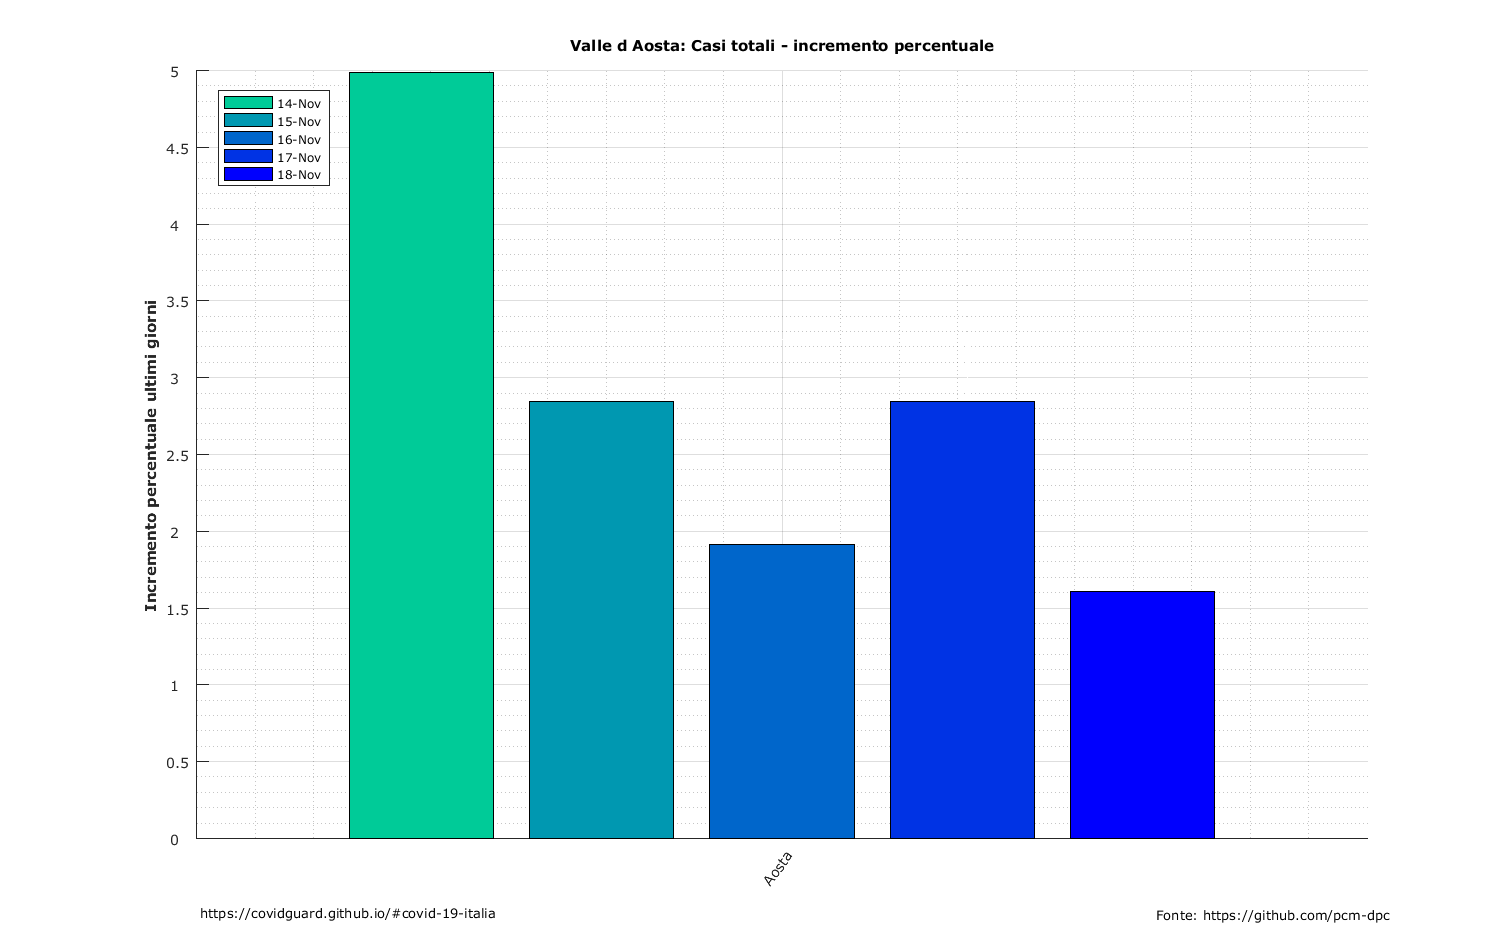 Valle d Aosta: Casi totali - incremento percentuale
5
4.5
4
3.5
3
2.5
2
1.5
1
0.5
0
14-Nov
15-Nov
16-Nov
17-Nov
18-Nov
Incremento percentuale ultimi giorni
Aosta
https://covidguard.github.io/#covid-19-italia
Fonte: https://github.com/pcm-dpc